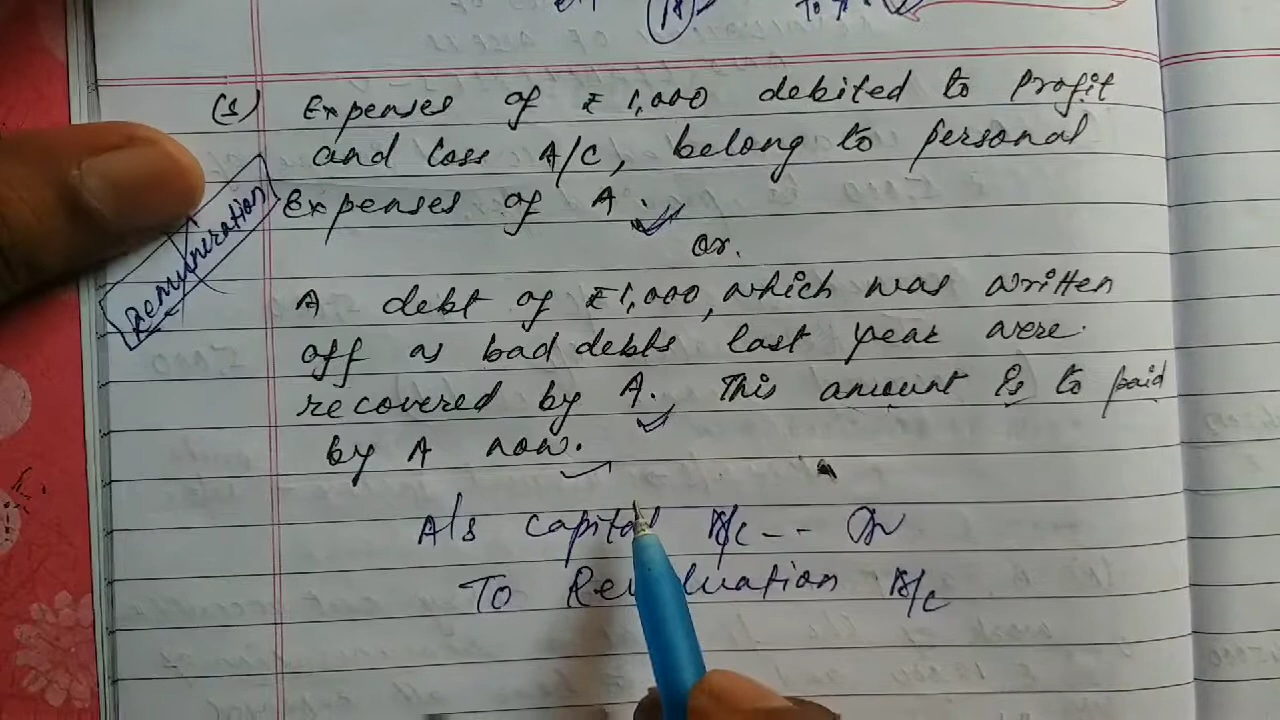 (s) Expenses of ₹ 1,000 debited to Profit
and loss A/C, belong to personal
Expenses of A.
Remuneration
or.
A debt of ₹1,000, which was written
off as bad debts last year were.
recovered by A. This amount is to paid
by A now.
A's capital A/c -- Dr
To Revaluation A/c